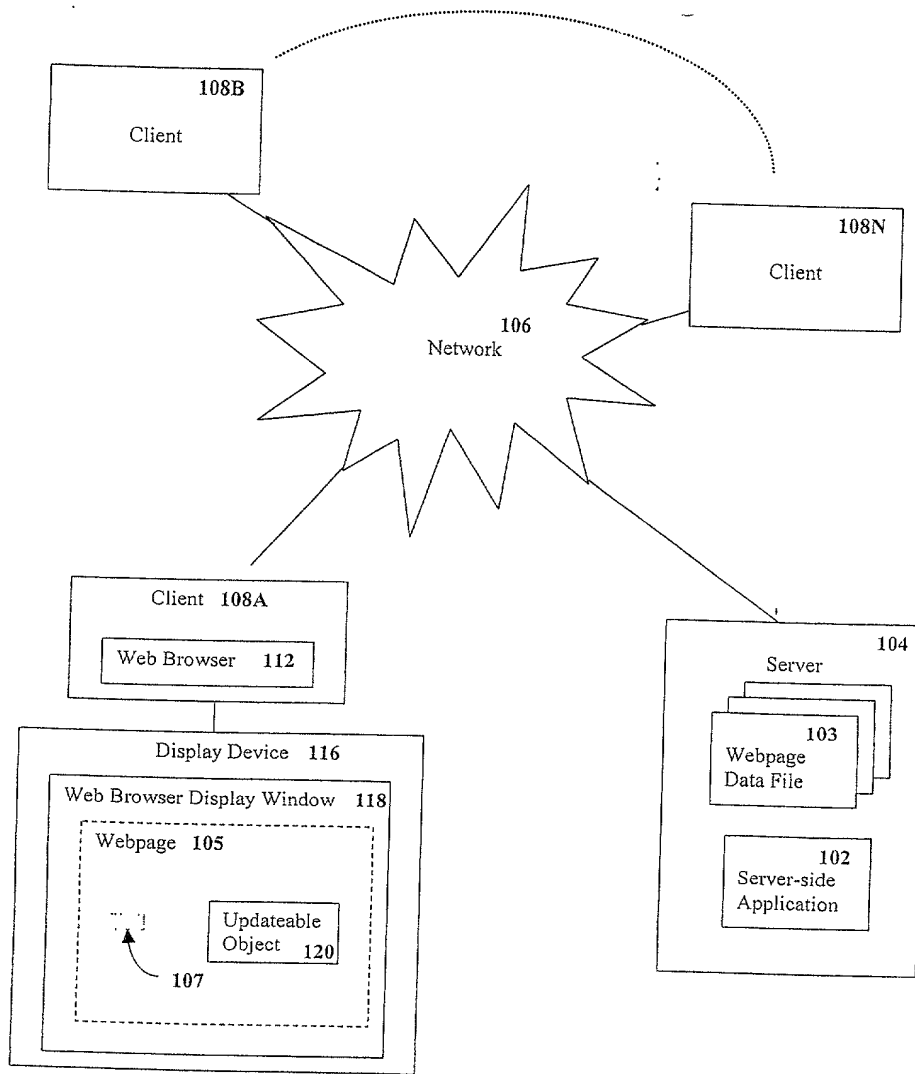 108B
Client
108N
Client
106
Network
Client 108A
Web Browser 112
104
Server
103
Webpage
Data File
102
Server-side
Application
Display Device 116
Web Browser Display Window 118
Webpage 105
Updateable
Object 120
107